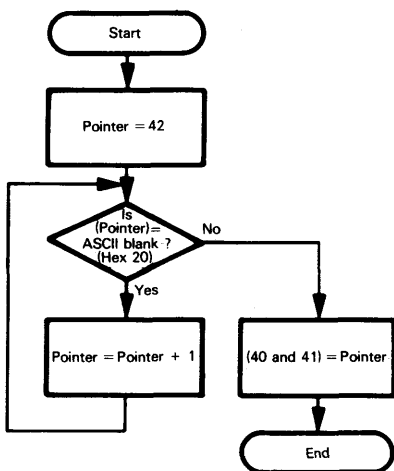 Start
Pointer = 42
Is
(Pointer)=
ASCII blank ?
(Hex 20)
No
Yes
Pointer = Pointer + 1
(40 and 41) = Pointer
End